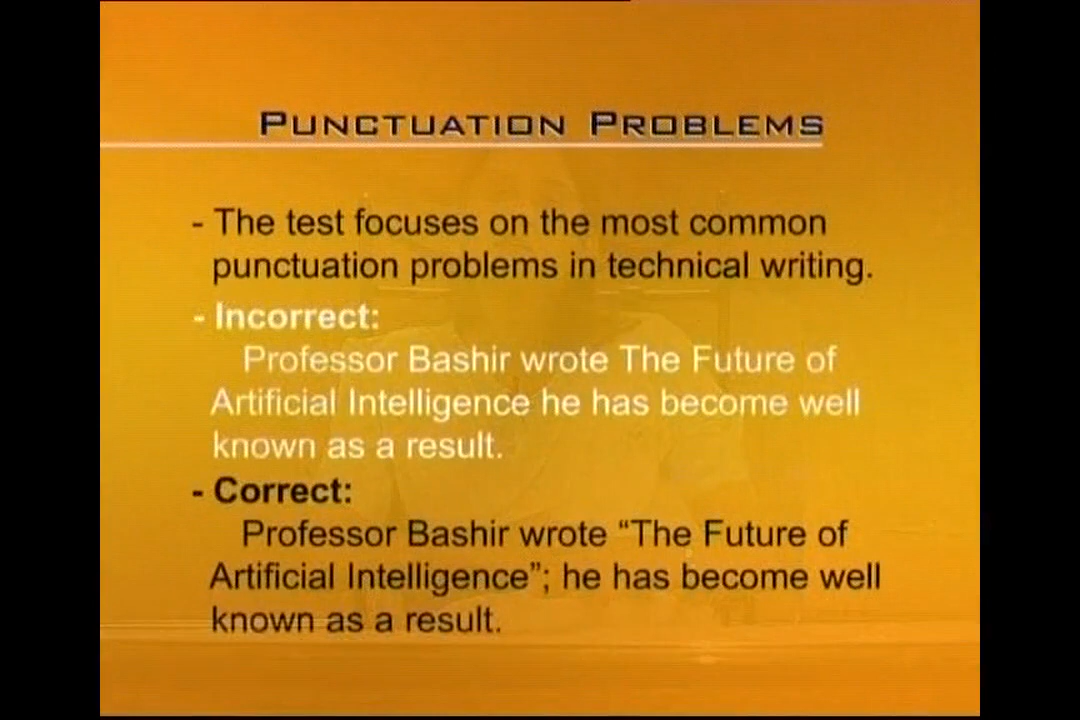 PUNCTUATION PROBLEMS
- The test focuses on the most common
punctuation problems in technical writing.
- Incorrect:
Professor Bashir wrote The Future of
Artificial Intelligence he has become well
known as a result.
- Correct:
Professor Bashir wrote “The Future of
Artificial Intelligence”; he has become well
known as a result.